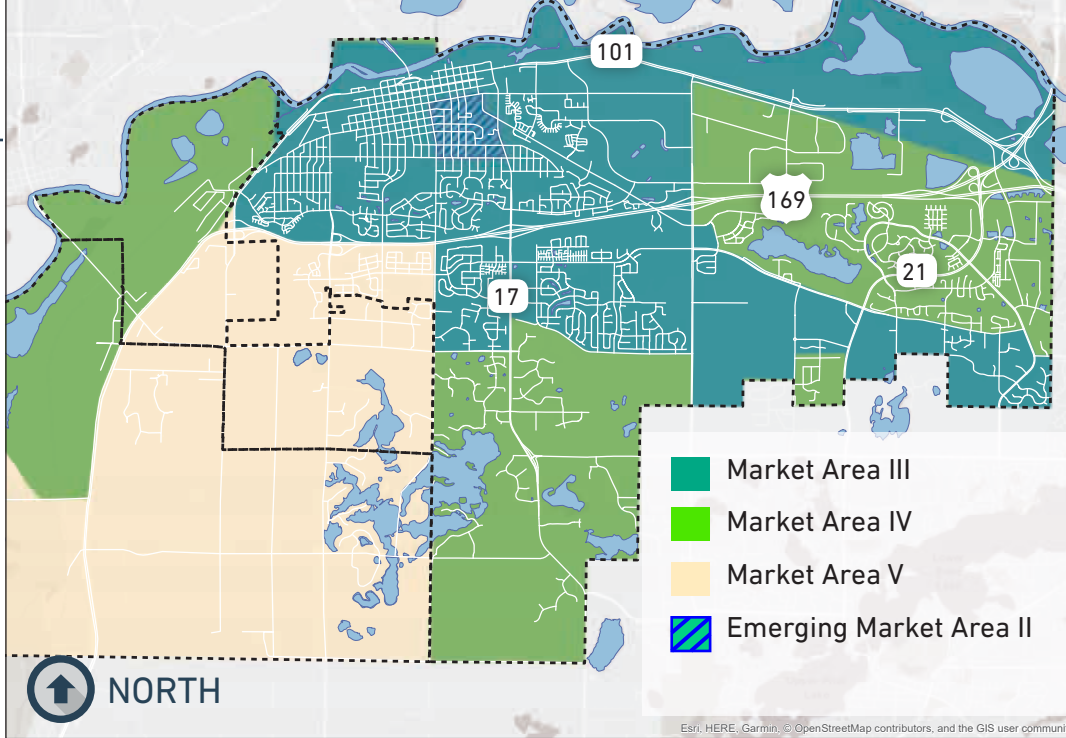 101
169
21
17
Market Area III
Market Area IV
Market Area V
Emerging Market Area II
NORTH
Esri, HERE, Garmin, © OpenStreetMap contributors, and the GIS user communi